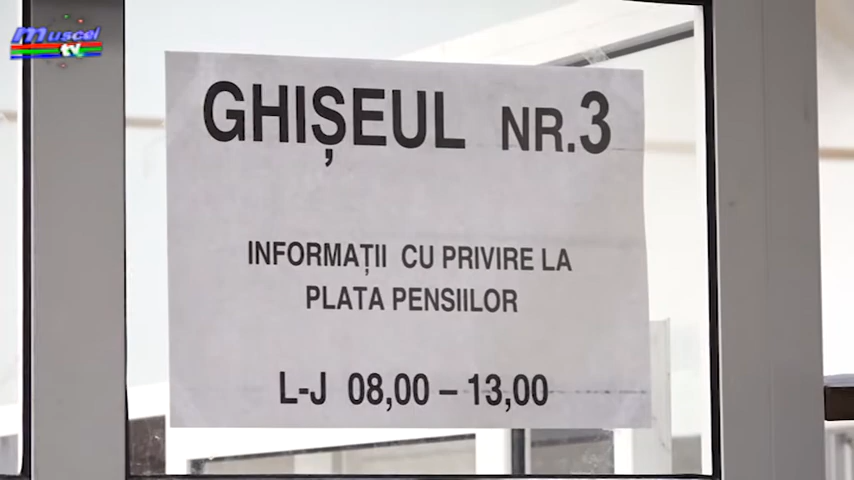 Muscel
tv
GHIȘEUL NR.3
INFORMAȚII CU PRIVIRE LA
PLATA PENSIILOR
L-J 08,00 – 13,00